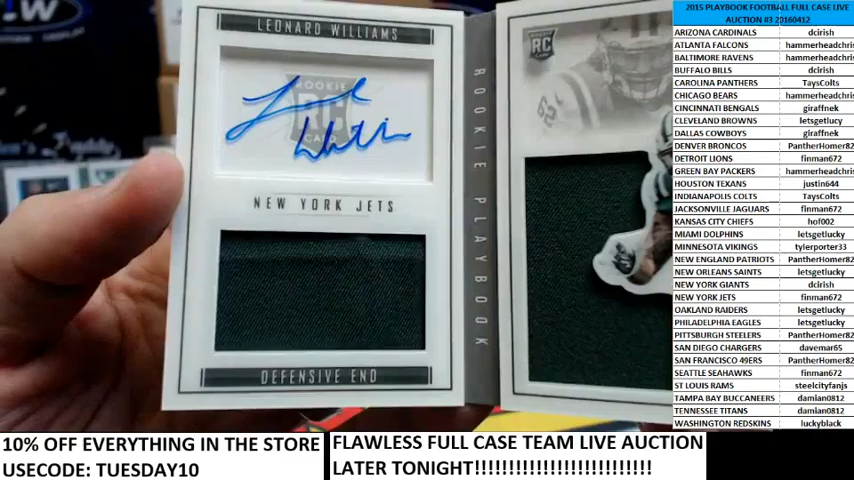 LEONARD WILLIAMS
ROOKIE
RC
CARD
NEW YORK JETS
DEFENSIVE END
ROOKIE PLAYBOOK
RC
62
2015 PLAYBOOK FOOTBALL FULL CASE LIVE
AUCTION #3 20160412
ARIZONA CARDINALS dcirish
ATLANTA FALCONS hammerheadchris
BALTIMORE RAVENS hammerheadchris
BUFFALO BILLS dcirish
CAROLINA PANTHERS TaysColts
CHICAGO BEARS hammerheadchris
CINCINNATI BENGALS giraffnek
CLEVELAND BROWNS letsgetlucy
DALLAS COWBOYS giraffnek
DENVER BRONCOS PantherHomer82
DETROIT LIONS finman672
GREEN BAY PACKERS hammerheadchris
HOUSTON TEXANS justin644
INDIANAPOLIS COLTS TaysColts
JACKSONVILLE JAGUARS finman672
KANSAS CITY CHIEFS hof002
MIAMI DOLPHINS letsgetlucky
MINNESOTA VIKINGS tylerporter33
NEW ENGLAND PATRIOTS PantherHomer82
NEW ORLEANS SAINTS letsgetlucky
NEW YORK GIANTS dcirish
NEW YORK JETS finman672
OAKLAND RAIDERS letsgetlucky
PHILADELPHIA EAGLES letsgetlucky
PITTSBURGH STEELERS PantherHomer82
SAN DIEGO CHARGERS davemar65
SAN FRANCISCO 49ERS PantherHomer82
SEATTLE SEAHAWKS finman672
ST LOUIS RAMS steelcityfanjs
TAMPA BAY BUCCANEERS damian0812
TENNESSEE TITANS damian0812
WASHINGTON REDSKINS luckyblack
10% OFF EVERYTHING IN THE STORE
USECODE: TUESDAY10
FLAWLESS FULL CASE TEAM LIVE AUCTION
LATER TONIGHT!!!!!!!!!!!!!!!!!!!!!!!!!!!